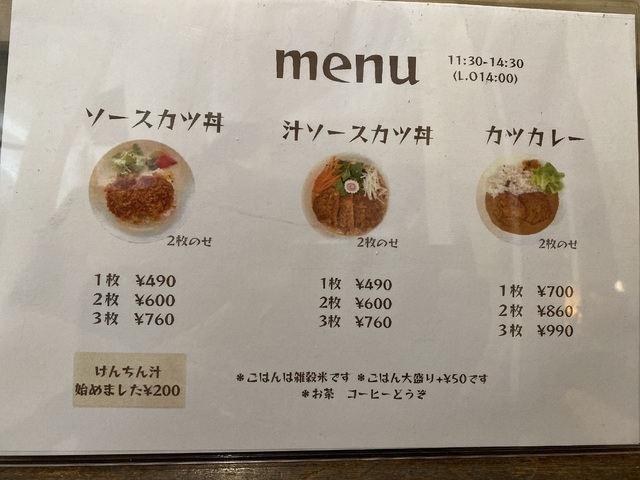 menu
11:30-14:30
(L.O14:00)
ソースカツ丼
汁ソースカツ丼
カツカレー
2枚のせ
2枚のせ
2枚のせ
1枚 ¥490
2枚 ¥600
3枚 ¥760
1枚 ¥490
2枚 ¥600
3枚 ¥760
1枚 ¥700
2枚 ¥860
3枚 ¥990
けんちん汁
始めました¥200
*ごはんは雑穀米です *ごはん大盛り+¥50です
*お茶 コーヒーどうぞ